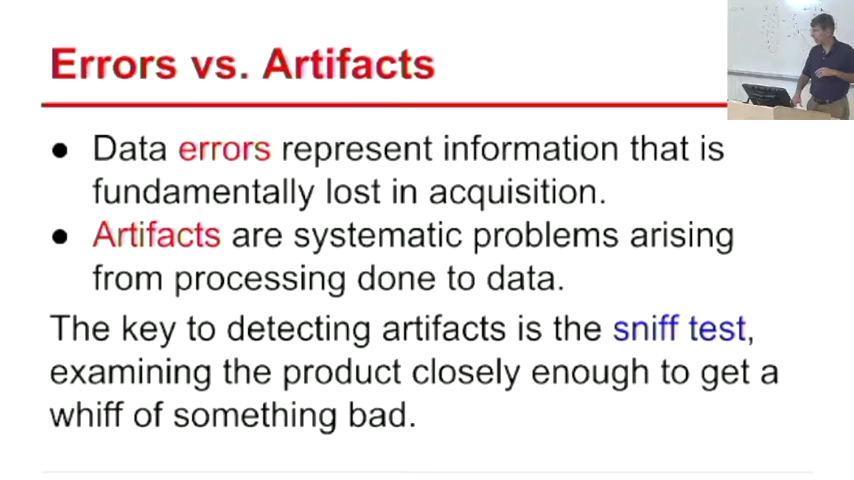 Errors vs. Artifacts
● Data errors represent information that is
fundamentally lost in acquisition.
● Artifacts are systematic problems arising
from processing done to data.
The key to detecting artifacts is the sniff test,
examining the product closely enough to get a
whiff of something bad.